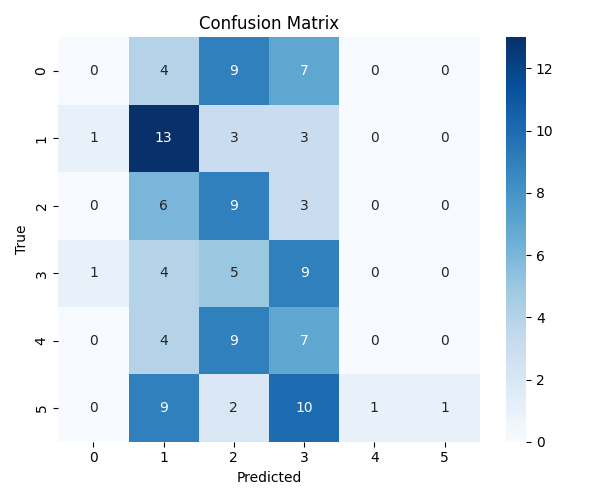 Confusion Matrix
0 0 4 9 7 0 0
1 1 13 3 3 0 0
2 0 6 9 3 0 0
3 1 4 5 9 0 0
4 0 4 9 7 0 0
5 0 9 2 10 1 1
0 1 2 3 4 5
Predicted
True
12
10
8
6
4
2
0